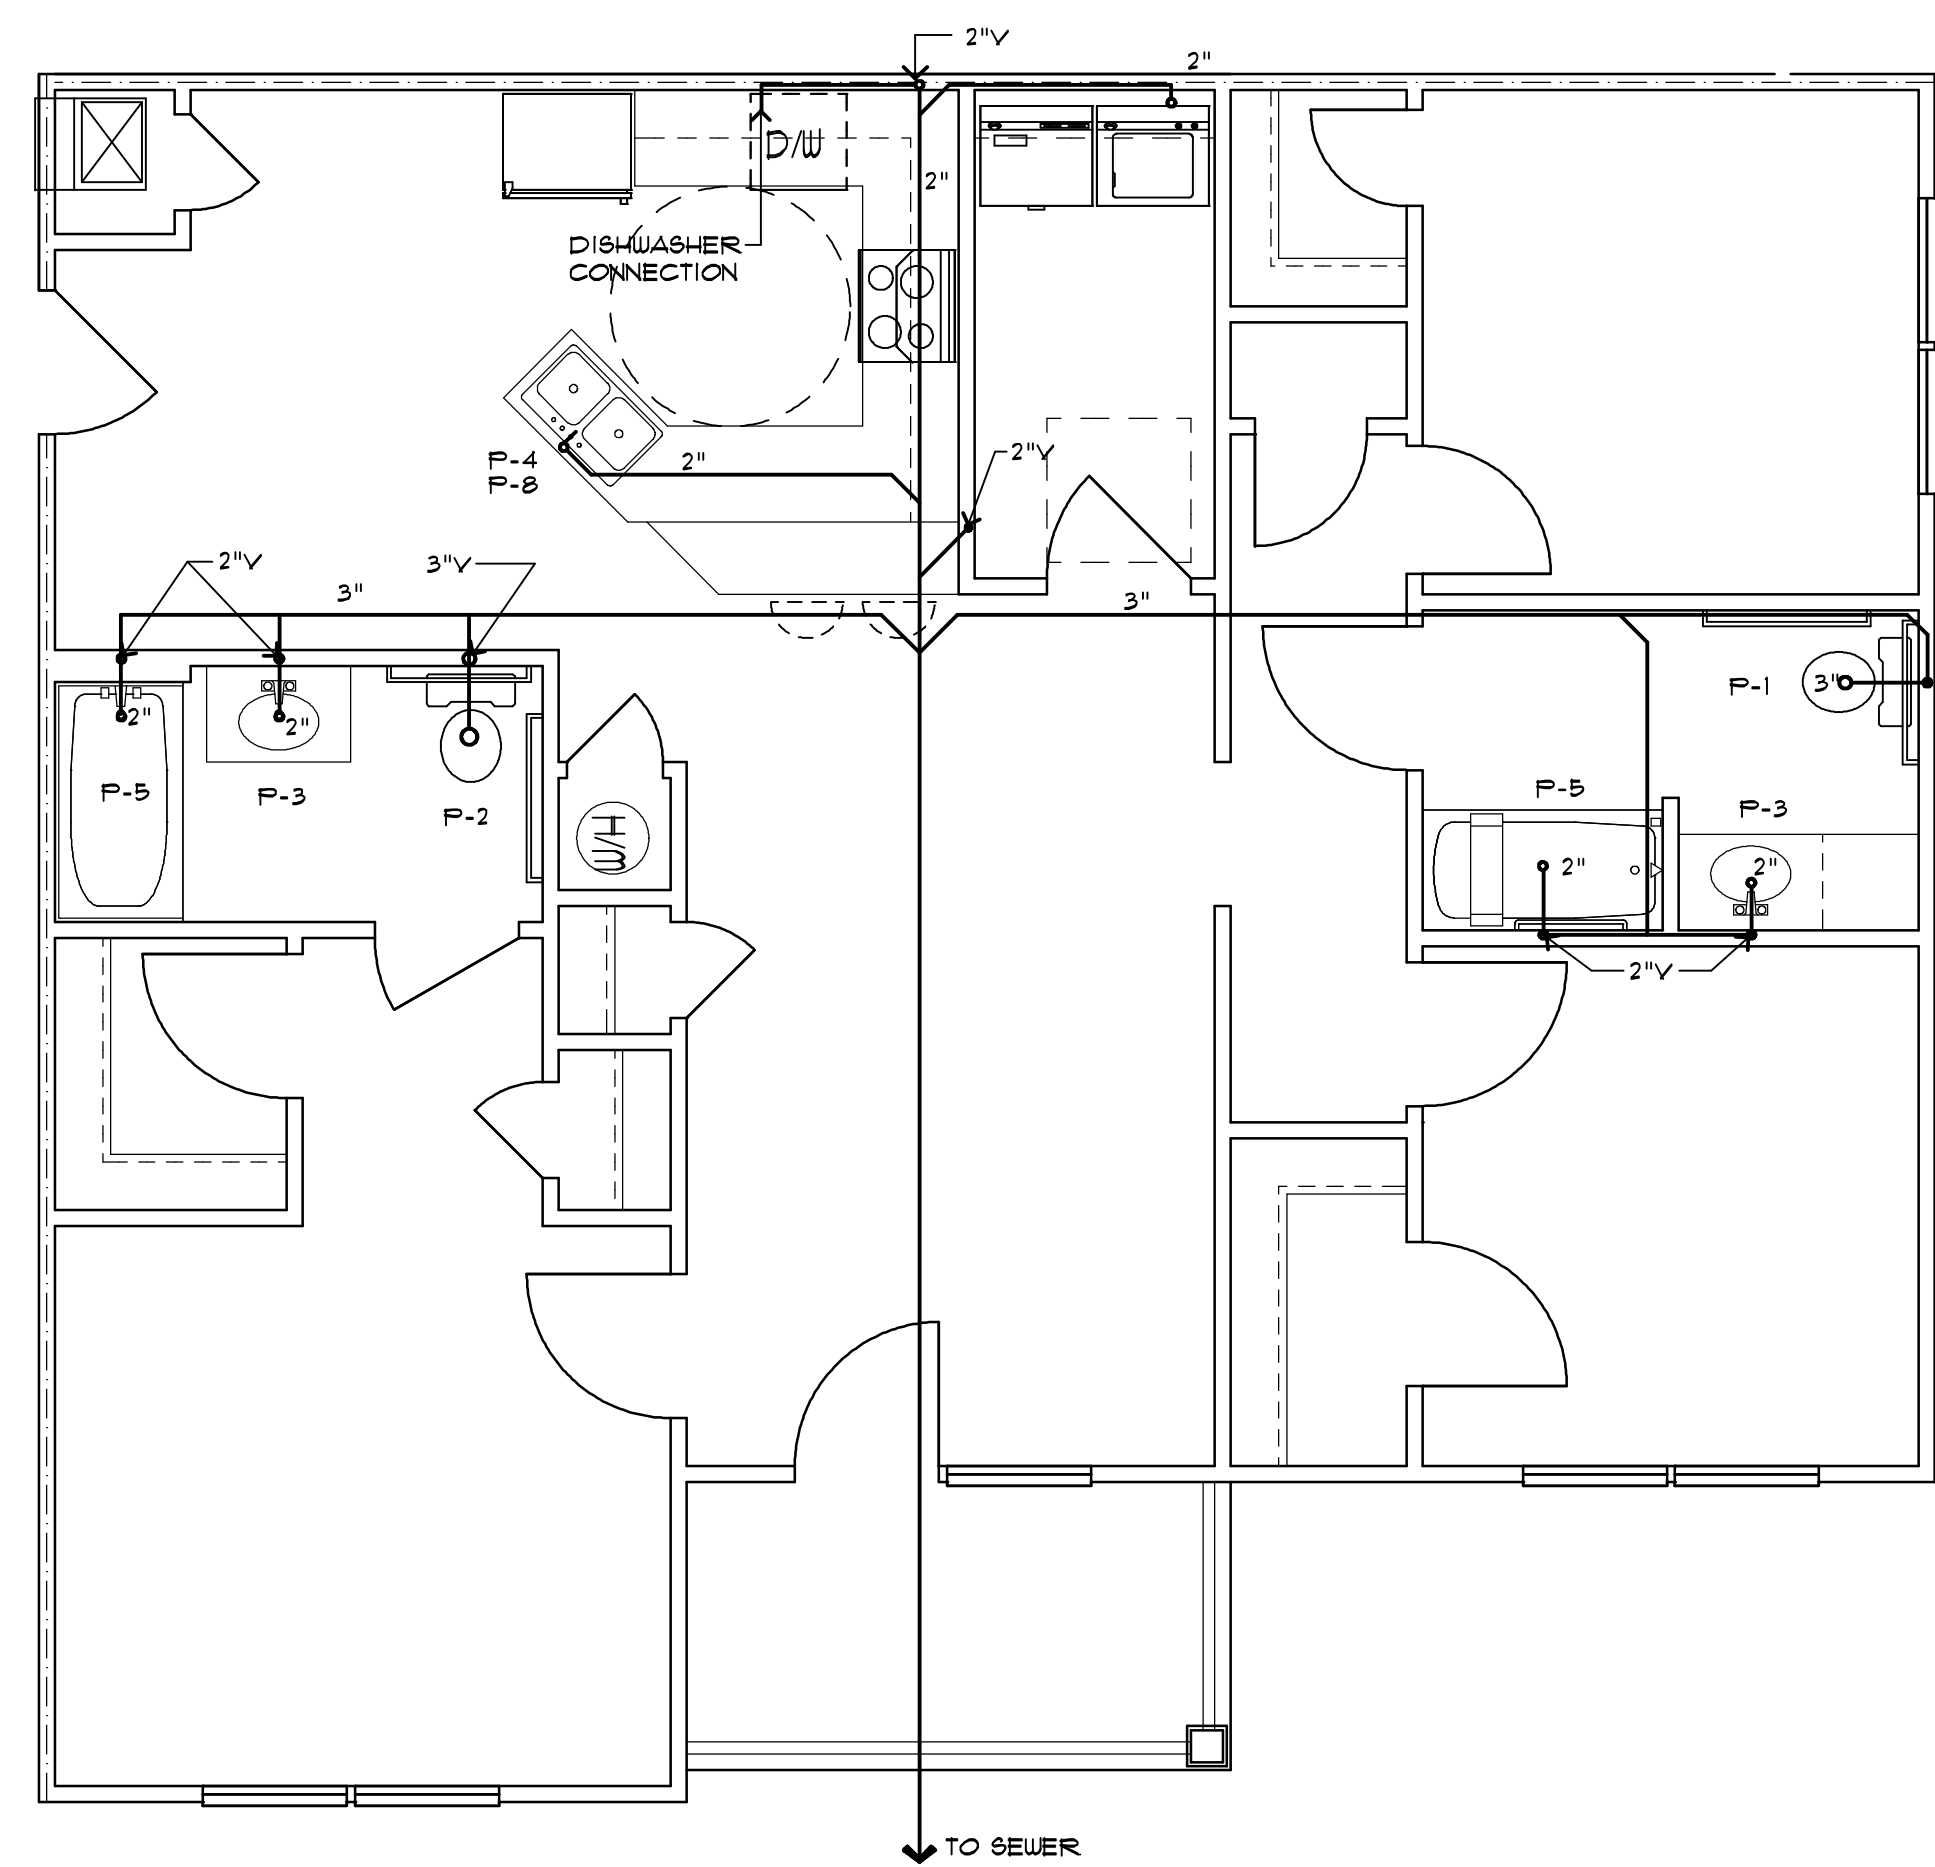 2"V
2"
D/W
2"
DISHWASHER
CONNECTION
P-4
P-8
2"
2"V
2"V
3"V
3"
3"
2"
2"
P-5
P-3
P-2
W/H
P-1
3"
P-5
P-3
2"
2"
2"V
TO SEWER